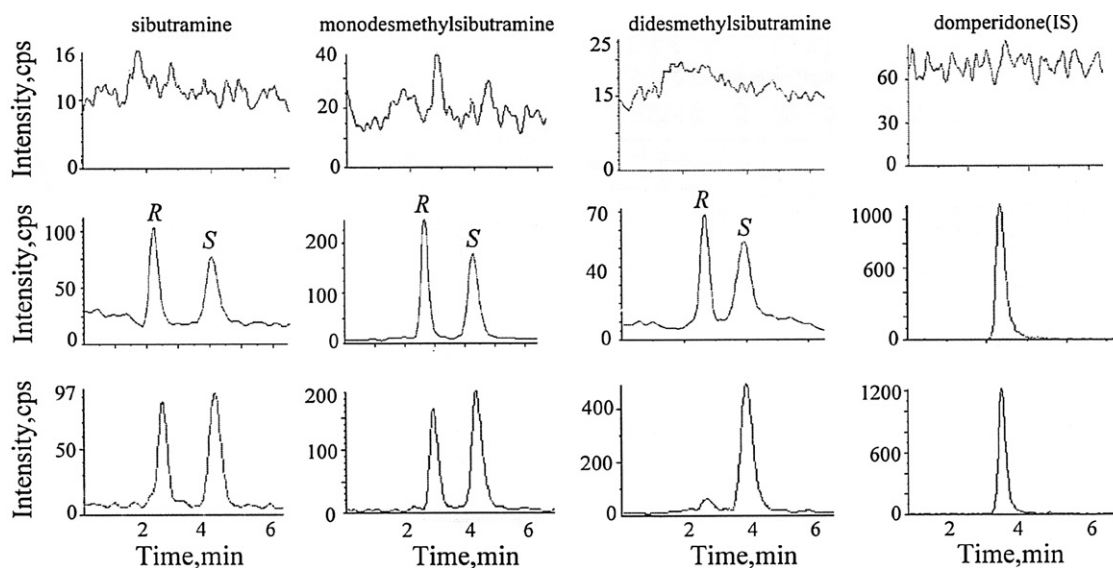 sibutramine monodesmethylsibutramine didesmethylsibutramine domperidone(IS)
Intensity,cps
16
10
0
40
20
0
25
15
0
60
30
0
Intensity,cps
100
50
0
R
S
200
100
0
R
S
70
40
0
R
S
1000
600
0
Intensity,cps
97
50
0
200
100
0
400
200
0
1200
600
0
2 4 6
2 4 6
2 4 6
2 4 6
Time,min Time,min Time,min Time,min